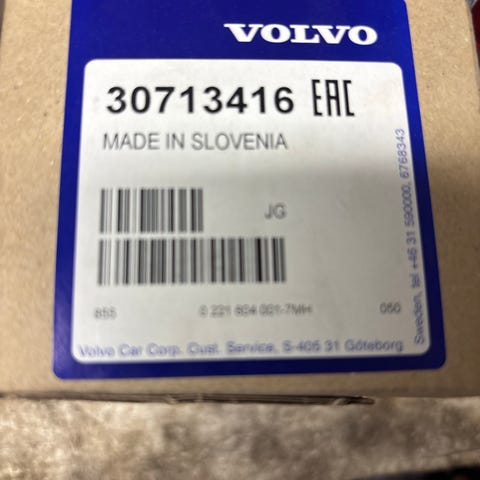 VOLVO
30713416 EAC
MADE IN SLOVENIA
JG
855 0 221 604 001-7MH 050
Volvo Car Corp. Cust. Service, S-405 31 Göteborg
Sweden, tel +46 31 590000, 6768343